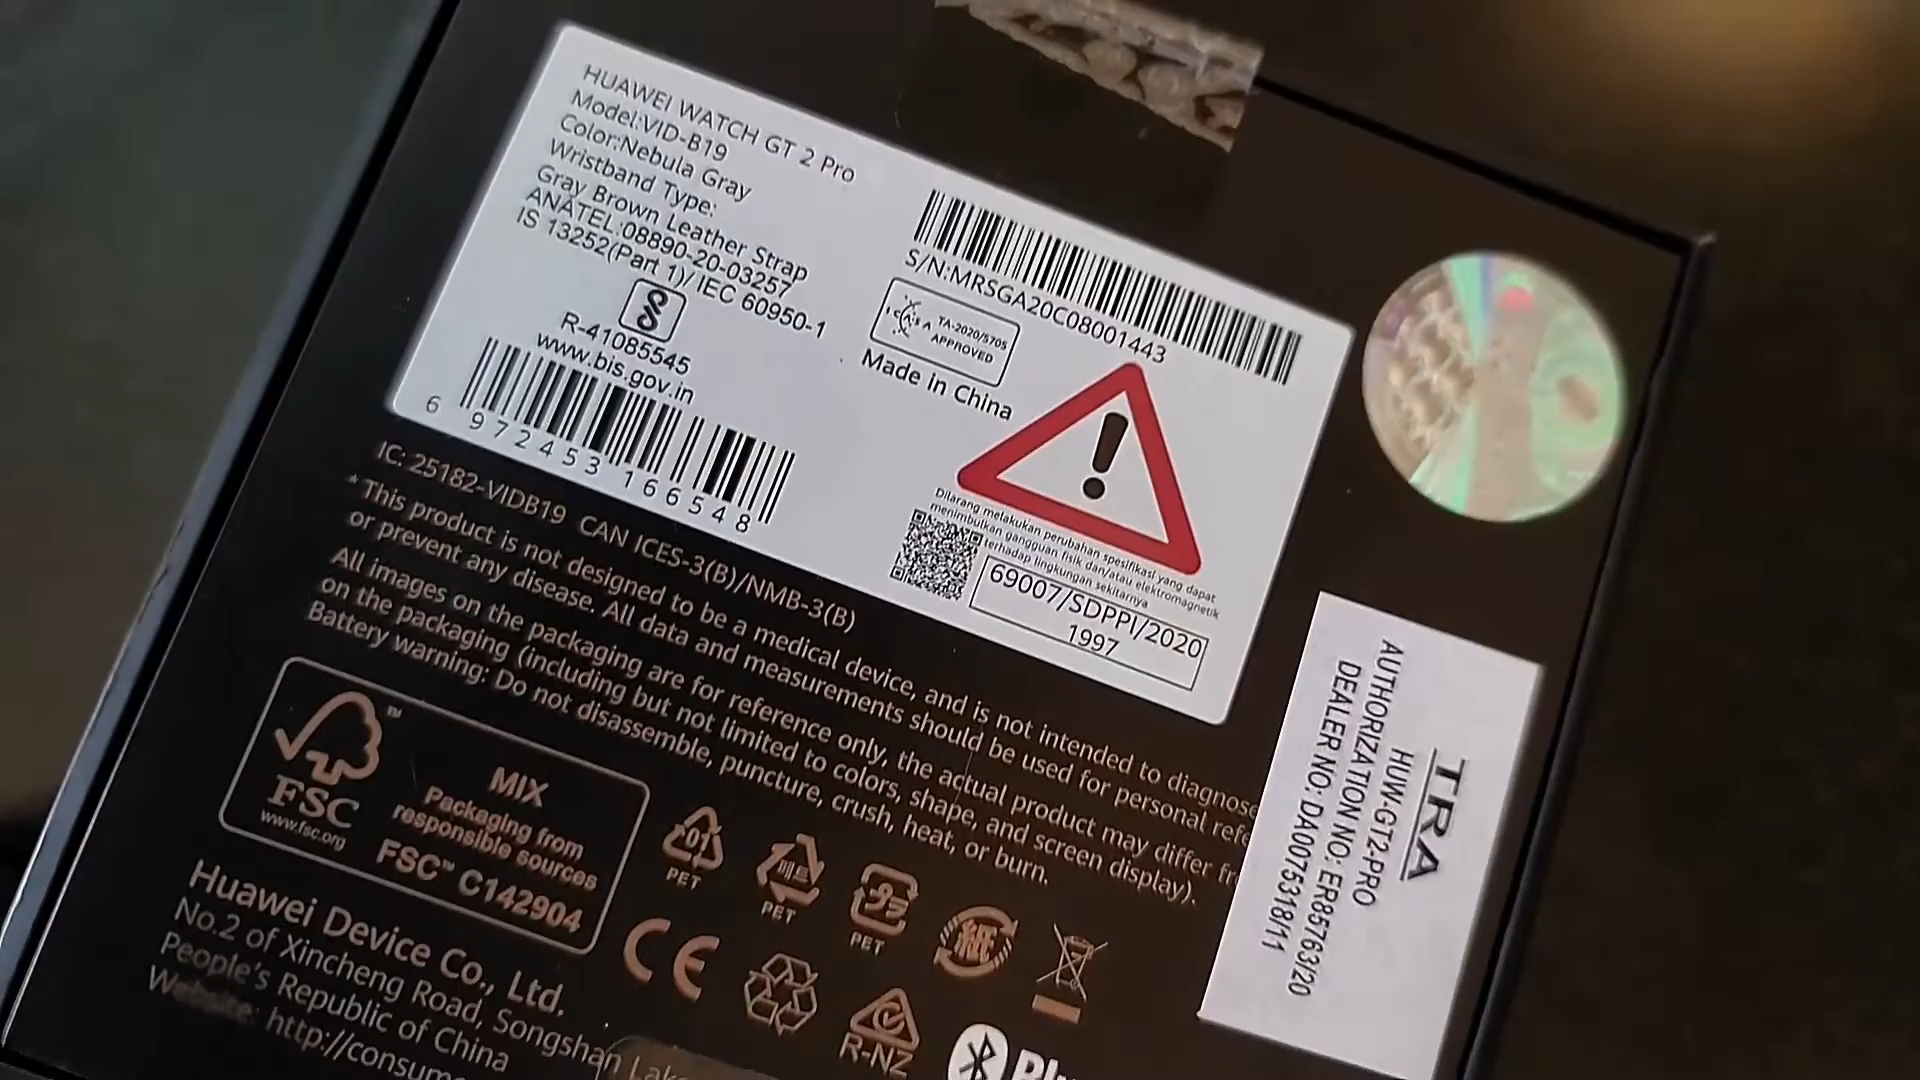 HUAWEI WATCH GT 2 Pro
Model:VID-B19
Color:Nebula Gray
Wristband Type:
Gray Brown Leather Strap
ANATEL:08890-20-03257
IS 13252(Part 1)/ IEC 60950-1
R-41085545
www.bis.gov.in
6 972453 166548
S/N:MRSGA20C08001443
ICASA TA-2020/5705
APPROVED
Made in China
Dilarang melakukan perubahan spesifikasi yang dapat
menimbulkan gangguan fisik dan/atau elektromagnetik
terhadap lingkungan sekitarnya
69007/SDPPI/2020
1997
IC: 25182-VIDB19 CAN ICES-3(B)/NMB-3(B)
* This product is not designed to be a medical device, and is not intended to diagnose
or prevent any disease. All data and measurements should be used for personal refe
All images on the packaging are for reference only, the actual product may differ fr
on the packaging (including but not limited to colors, shape, and screen display).
Battery warning: Do not disassemble, puncture, crush, heat, or burn.
FSC
www.fsc.org
MIX
Packaging from
responsible sources
FSC™ C142904
01
PET
페트
PET
PET
紙
CE
R-NZ
Huawei Device Co., Ltd.
No.2 of Xincheng Road, Songshan Lak
People's Republic of China
Website: http://consum
TRA
HUW-GT2-PRO
AUTHORIZATION NO: ER85763/20
DEALER NO: DA0075318/11